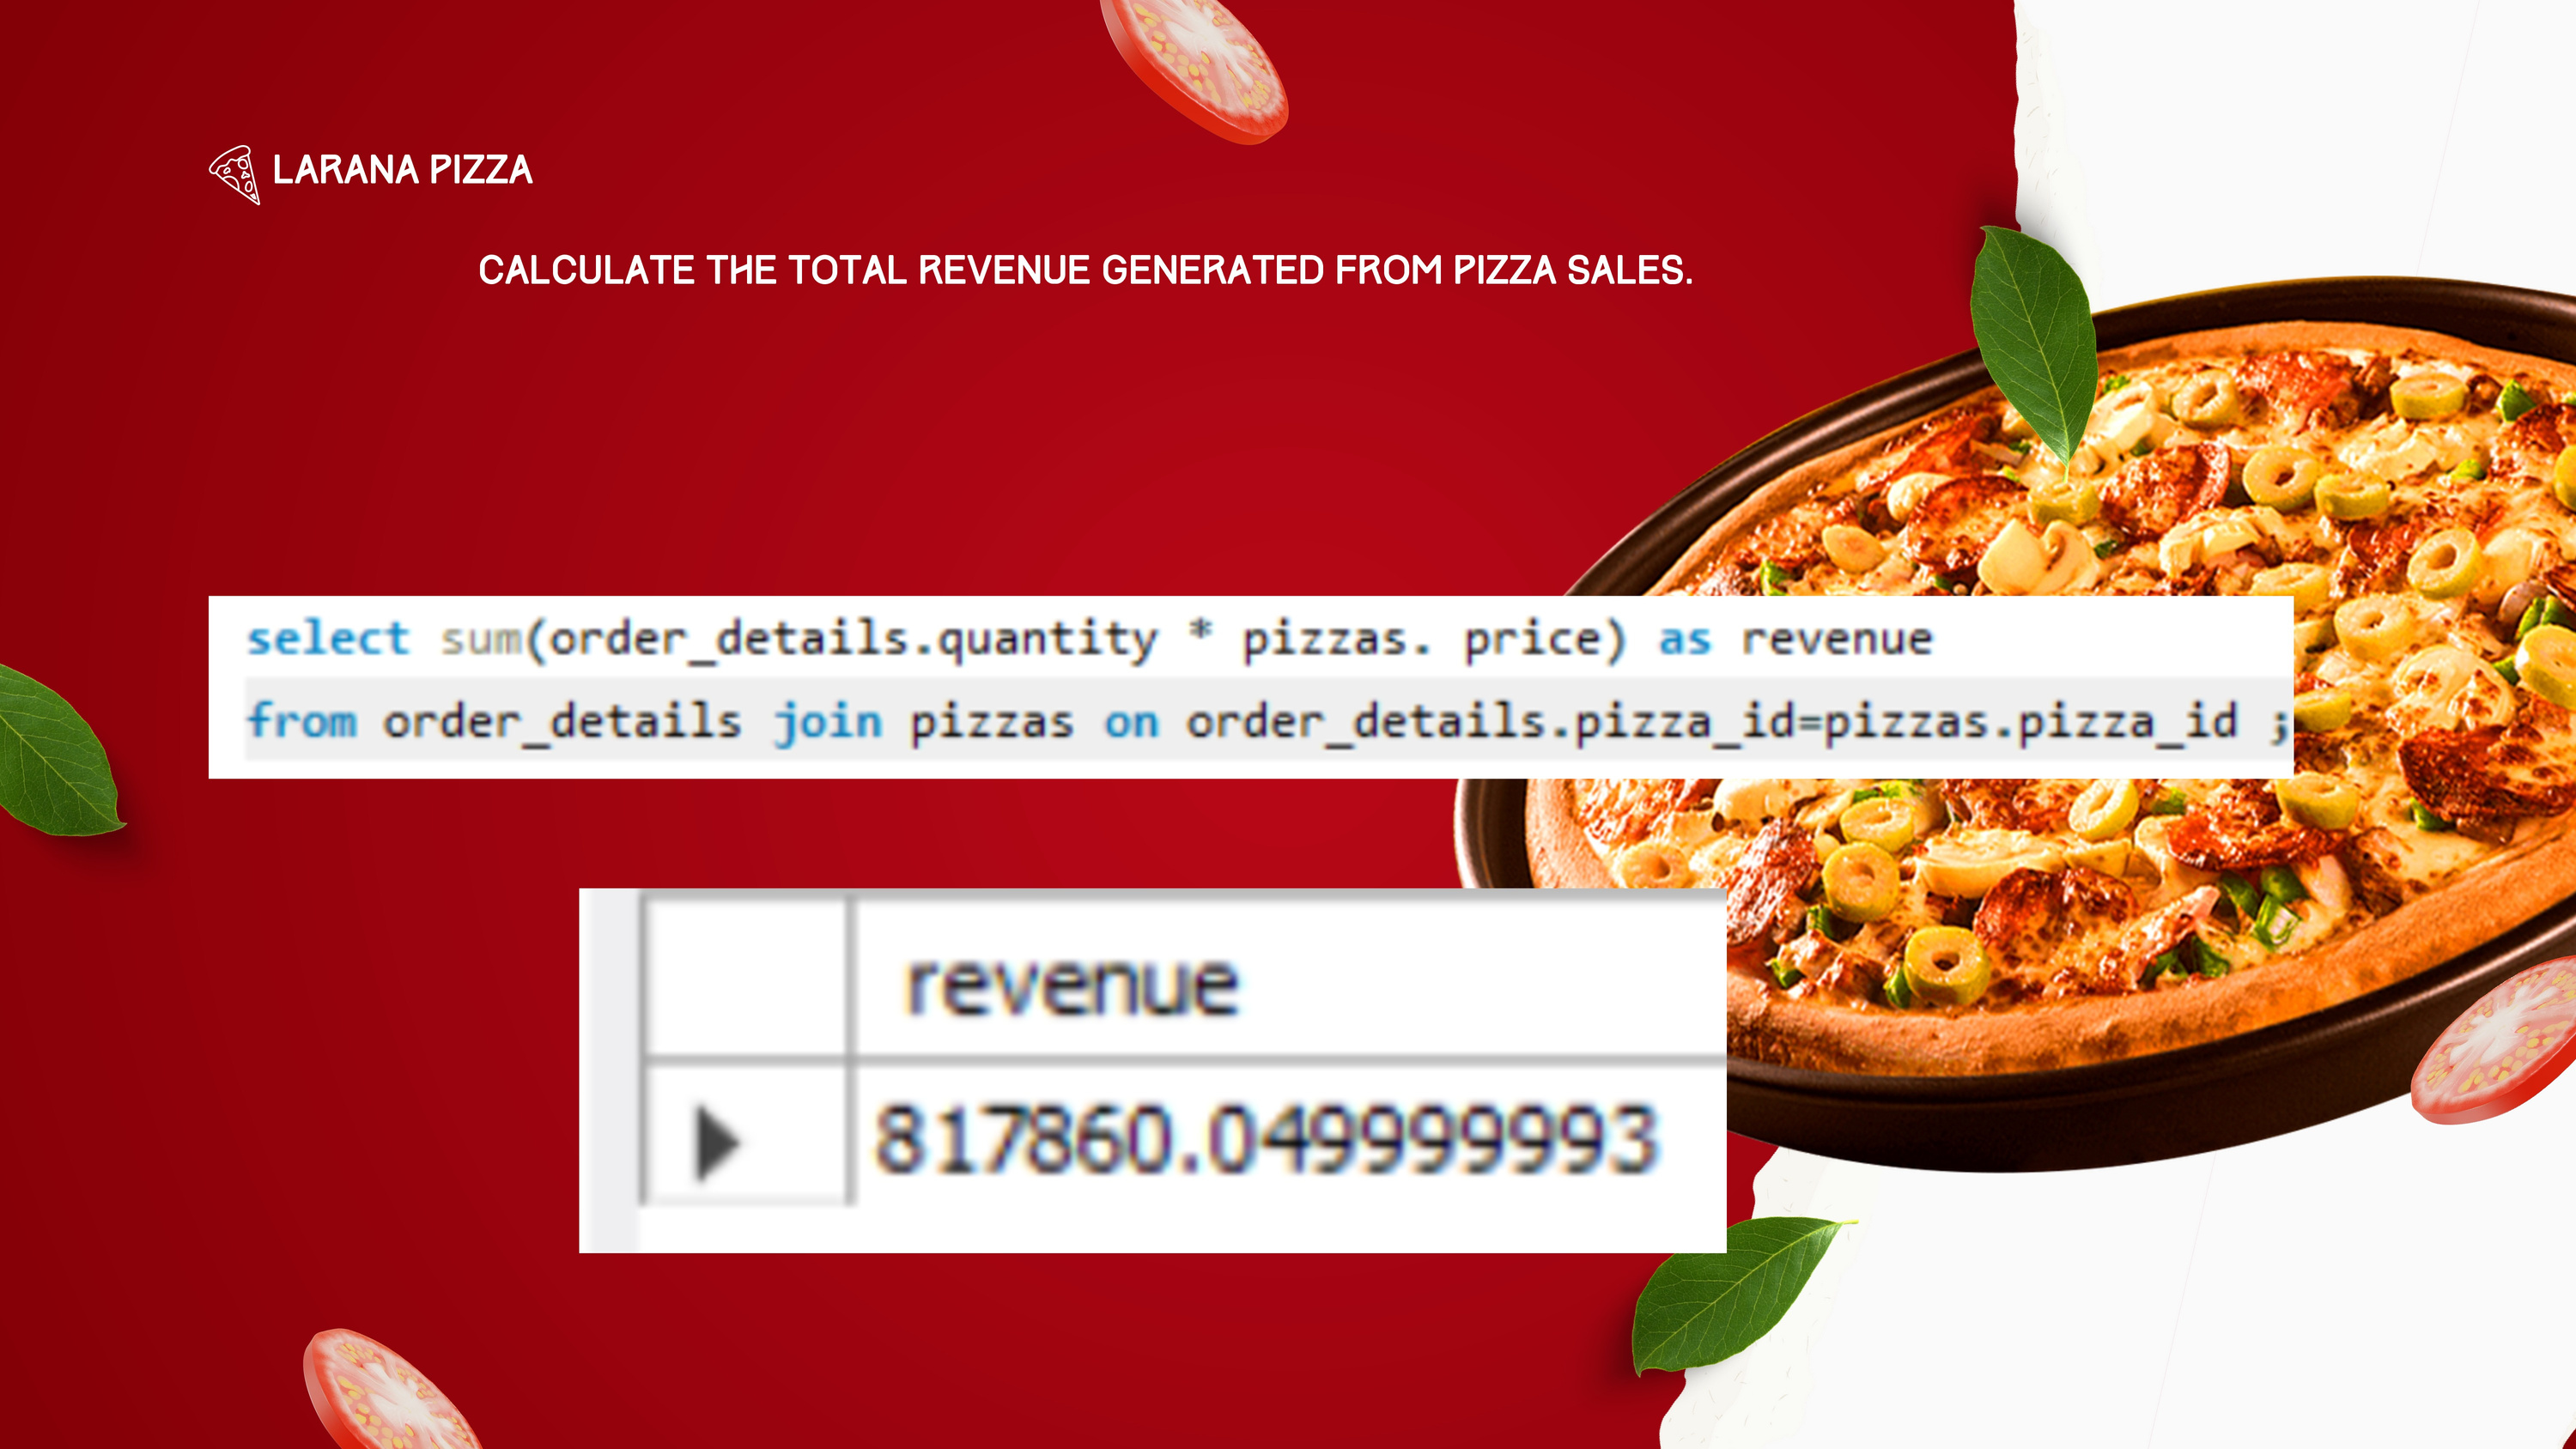 LARANA PIZZA
CALCULATE THE TOTAL REVENUE GENERATED FROM PIZZA SALES.
select sum(order_details.quantity * pizzas. price) as revenue
from order_details join pizzas on order_details.pizza_id=pizzas.pizza_id ;
revenue
817860.049999993